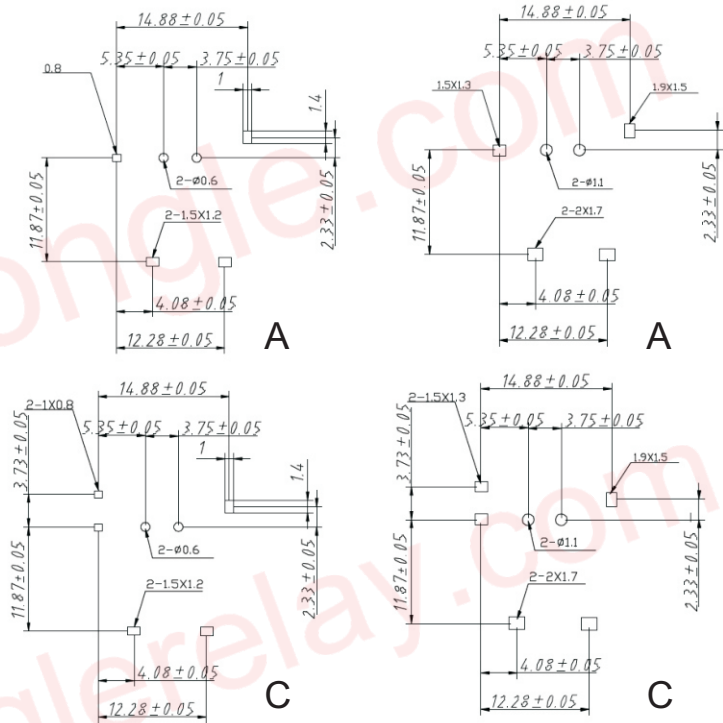 14.88±0.05
5.35±0.05
3.75±0.05
0.8
1
1.4
2-ø0.6
11.87±0.05
2.33±0.05
2-1.5X1.2
4.08±0.05
12.28±0.05
A
14.88±0.05
5.35±0.05
3.75±0.05
1.5X1.3
1.9X1.5
2-ø1.1
11.87±0.05
2.33±0.05
2-2X1.7
4.08±0.05
12.28±0.05
A
14.88±0.05
2-1X0.8
5.35±0.05
3.75±0.05
3.73±0.05
1
1.4
2-ø0.6
11.87±0.05
2.33±0.05
2-1.5X1.2
4.08±0.05
12.28±0.05
C
14.88±0.05
2-1.5X1.3
5.35±0.05
3.75±0.05
3.73±0.05
1.9X1.5
2-ø1.1
11.87±0.05
2.33±0.05
2-2X1.7
4.08±0.05
12.28±0.05
C
ongle.com
glerelay.com